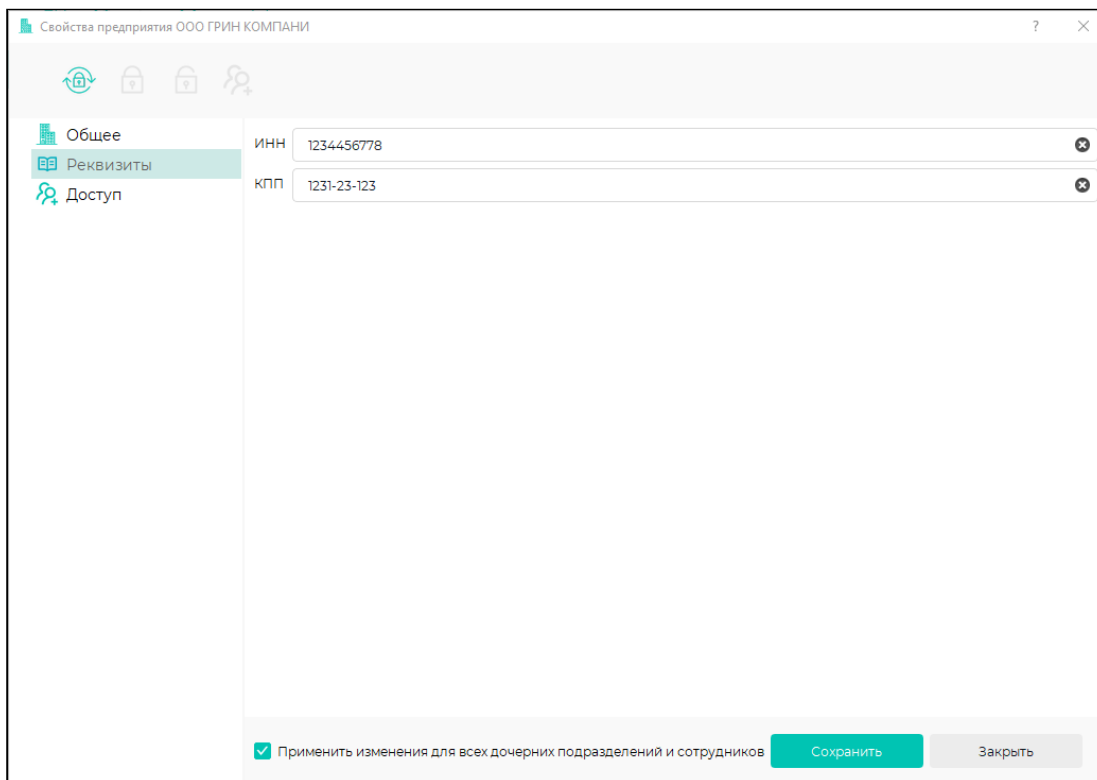 Свойства предприятия ООО ГРИН КОМПАНИ
?
Общее
Реквизиты
Доступ
ИНН 1234456778
КПП 1231-23-123
Применить изменения для всех дочерних подразделений и сотрудников Сохранить Закрыть